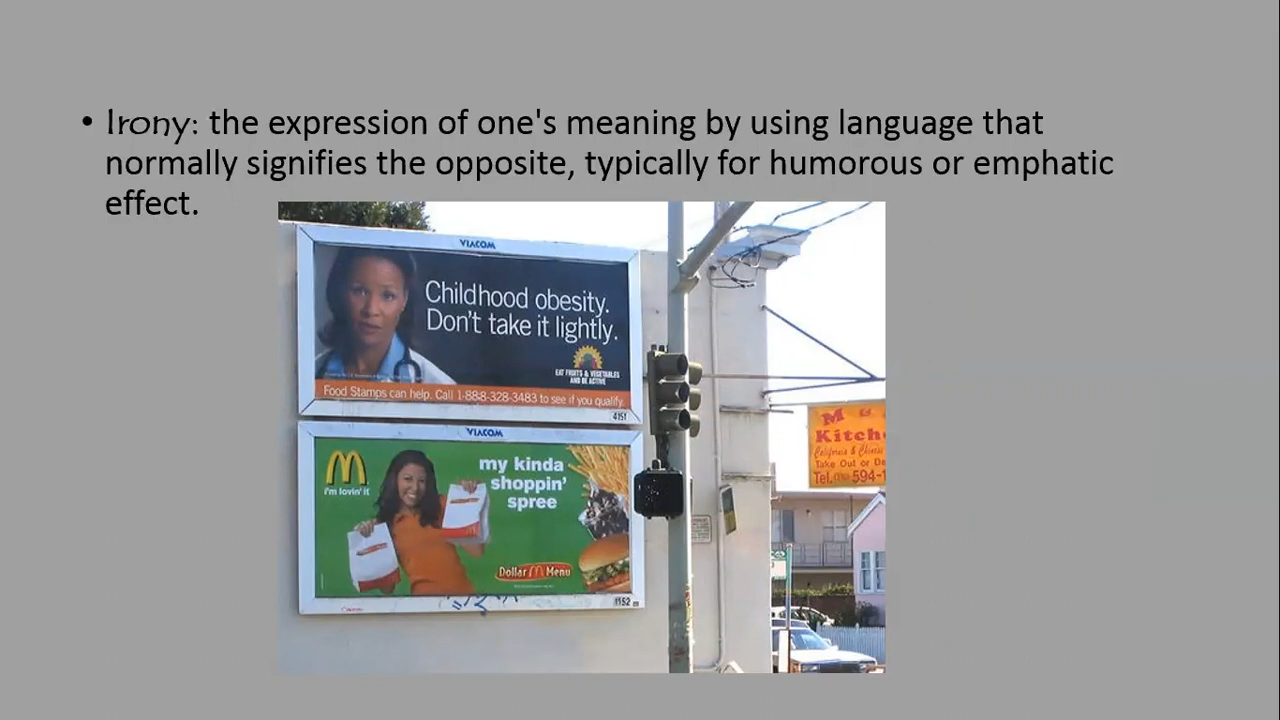 • Irony: the expression of one's meaning by using language that
normally signifies the opposite, typically for humorous or emphatic
effect.
VIACOM
Childhood obesity.
Don't take it lightly.
EAT FRUITS & VEGETABLES
AND BE ACTIVE
Food Stamps can help. Call 1-888-328-3483 to see if you qualify.
4151
VIACOM
my kinda
shoppin'
spree
i'm lovin' it
Dollar Menu
1152
M &
Kitch
Take Out or De
Tel. 594-1